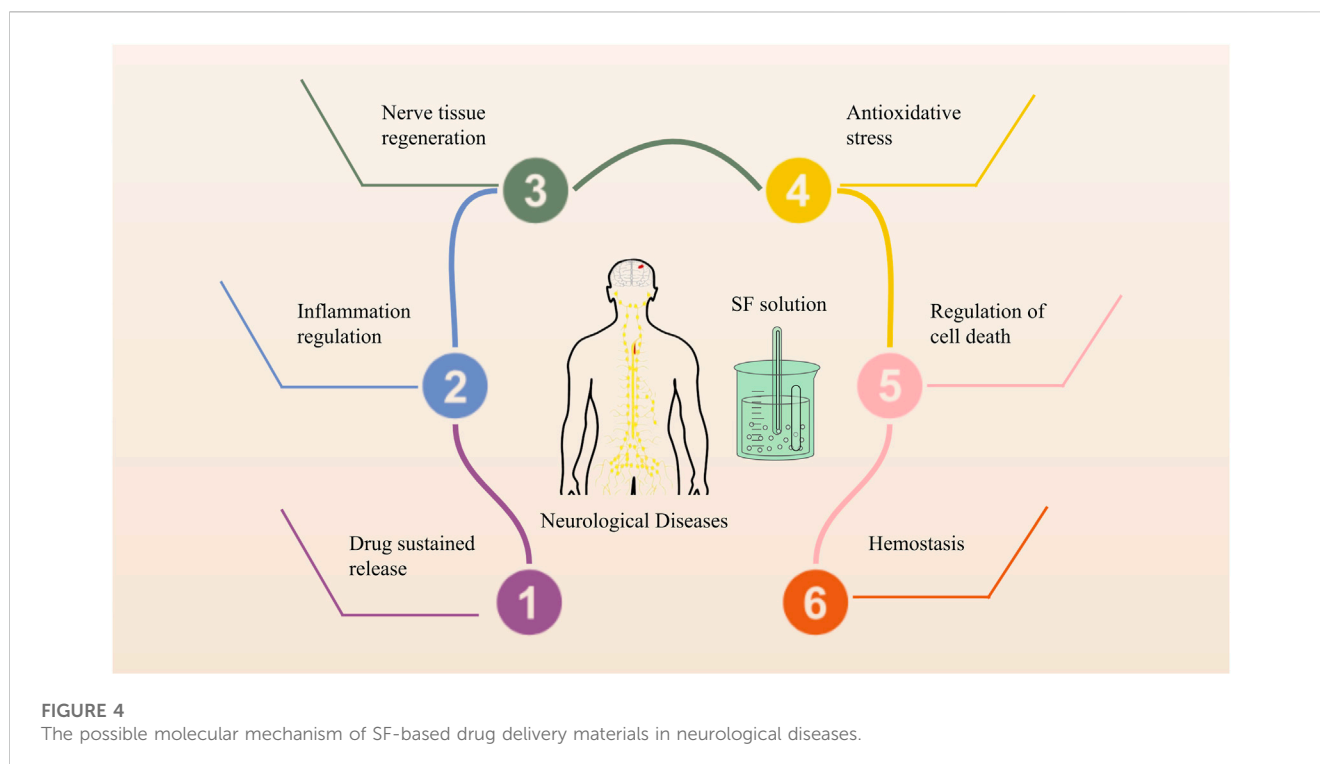 Nerve tissue
regeneration
3
4
Antioxidative
stress
Inflammation
regulation
2
SF solution
Regulation of
cell death
5
Neurological Diseases
Drug sustained
release
1
Hemostasis
6
FIGURE 4
The possible molecular mechanism of SF-based drug delivery materials in neurological diseases.